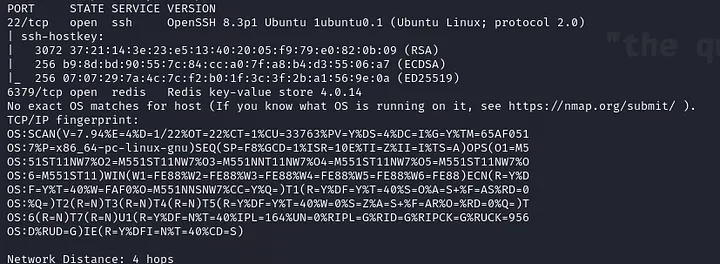 PORT     STATE SERVICE VERSION
22/tcp   open  ssh     OpenSSH 8.3p1 Ubuntu 1ubuntu0.1 (Ubuntu Linux; protocol 2.0)
"the q
| ssh-hostkey:
|   3072 37:21:14:3e:23:e5:13:40:20:05:f9:79:e0:82:0b:09 (RSA)
|   256 b9:8d:bd:90:55:7c:84:cc:a0:7f:a8:b4:d3:55:06:a7 (ECDSA)
|_  256 07:07:29:7a:4c:7c:f2:b0:1f:3c:3f:2b:a1:56:9e:0a (ED25519)
6379/tcp open  redis   Redis key-value store 4.0.14
No exact OS matches for host (If you know what OS is running on it, see https://nmap.org/submit/ ).
TCP/IP fingerprint:
OS:SCAN(V=7.94%E=4%D=1/22%OT=22%CT=1%CU=33763%PV=Y%DS=4%DC=I%G=Y%TM=65AF051
OS:7%P=x86_64-pc-linux-gnu)SEQ(SP=F8%GCD=1%ISR=10E%TI=Z%II=I%TS=A)OPS(O1=M5
OS:51ST11NW7%O2=M551ST11NW7%O3=M551NNT11NW7%O4=M551ST11NW7%O5=M551ST11NW7%O
OS:6=M551ST11)WIN(W1=FE88%W2=FE88%W3=FE88%W4=FE88%W5=FE88%W6=FE88)ECN(R=Y%D
OS:F=Y%T=40%W=FAF0%O=M551NNSNW7%CC=Y%Q=)T1(R=Y%DF=Y%T=40%S=O%A=S+%F=AS%RD=0
OS:%Q=)T2(R=N)T3(R=N)T4(R=N)T5(R=Y%DF=Y%T=40%W=0%S=Z%A=S+%F=AR%O=%RD=0%Q=)T
OS:6(R=N)T7(R=N)U1(R=Y%DF=N%T=40%IPL=164%UN=0%RIPL=G%RID=G%RIPCK=G%RUCK=956
OS:D%RUD=G)IE(R=Y%DFI=N%T=40%CD=S)

Network Distance: 4 hops